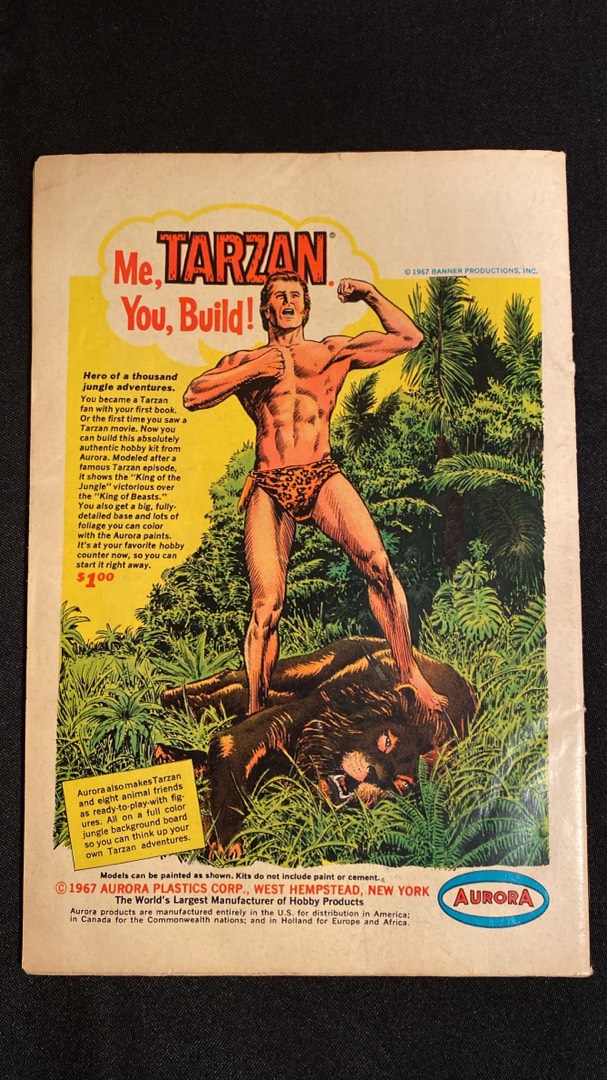 Me, TARZAN®.
You, Build!
© 1967 BANNER PRODUCTIONS, INC.
Hero of a thousand
jungle adventures.
You became a Tarzan
fan with your first book.
Or the first time you saw a
Tarzan movie. Now you
can build this absolutely
authentic hobby kit from
Aurora. Modeled after a
famous Tarzan episode,
it shows the "King of the
Jungle" victorious over
the "King of Beasts."
You also get a big, fully-
detailed base and lots of
foliage you can color
with the Aurora paints.
It's at your favorite hobby
counter now, so you can
start it right away.
$1.00
Aurora also makes Tarzan
and eight animal friends
as ready-to-play-with fig-
ures. All on a full color
jungle background board
so you can think up your
own Tarzan adventures.
Models can be painted as shown. Kits do not include paint or cement.
© 1967 AURORA PLASTICS CORP., WEST HEMPSTEAD, NEW YORK
The World's Largest Manufacturer of Hobby Products
Aurora products are manufactured entirely in the U.S. for distribution in America;
in Canada for the Commonwealth nations; and in Holland for Europe and Africa.
AURORA